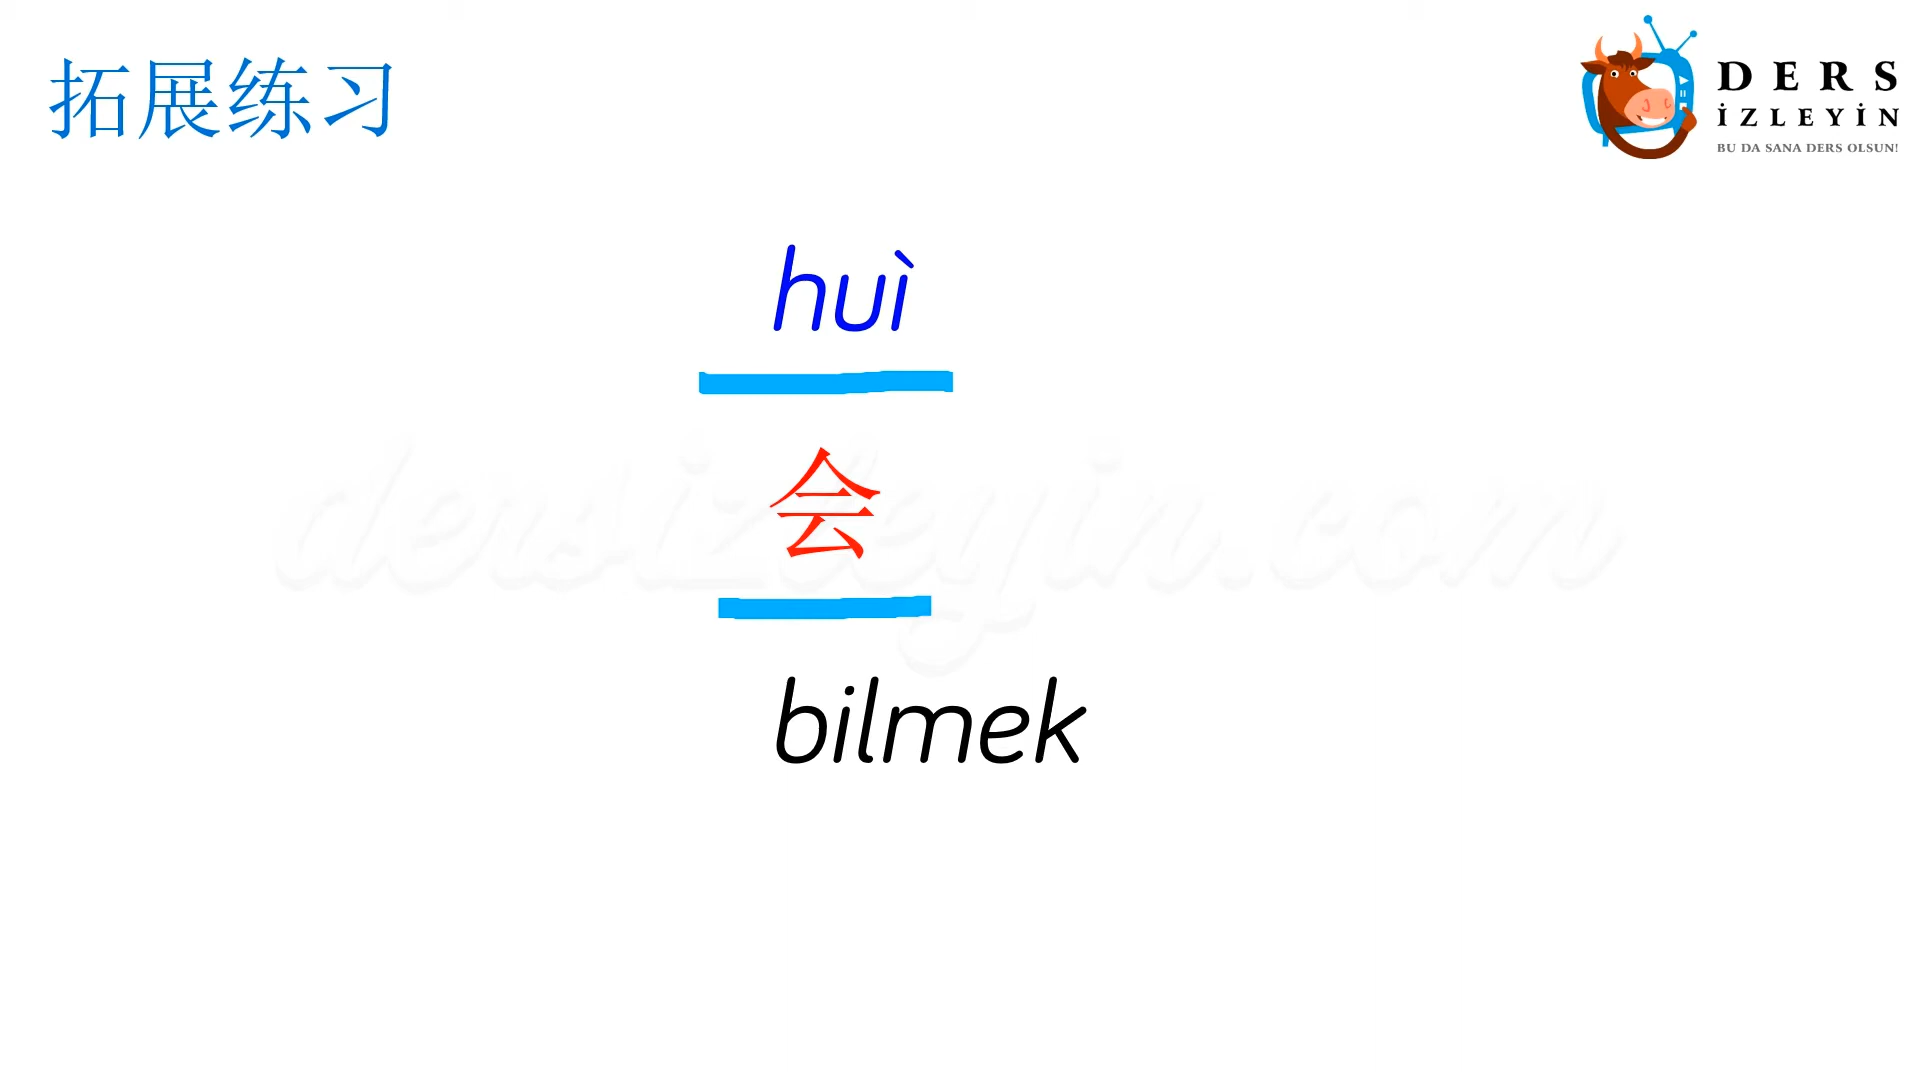 拓展练习
DERS
İZLEYİN
BU DA SANA DERS OLSUN!
huì
会
dersizleyin.com
bilmek